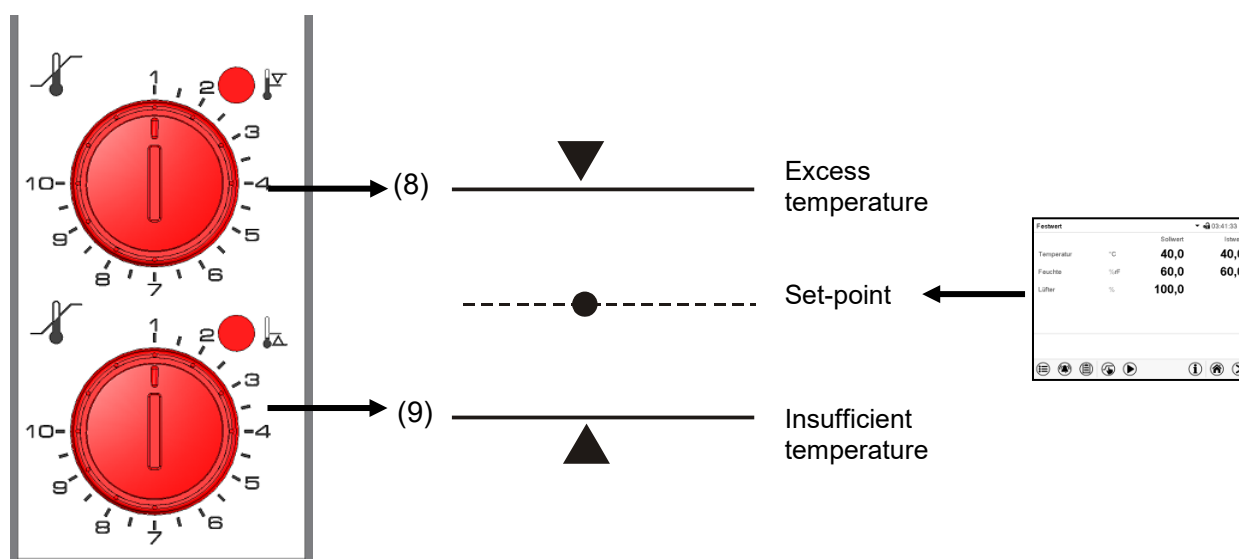 1
2
3
4
5
6
7
8
9
10
(8)
Excess
temperature
Set-point
Festwert 03:41:33
Sollwert
Temperatur °C 40,0 40,0
Feuchte %rF 60,0
Lüfter % 100,0
1
2
3
4
5
6
7
8
9
10
(9)
Insufficient
temperature